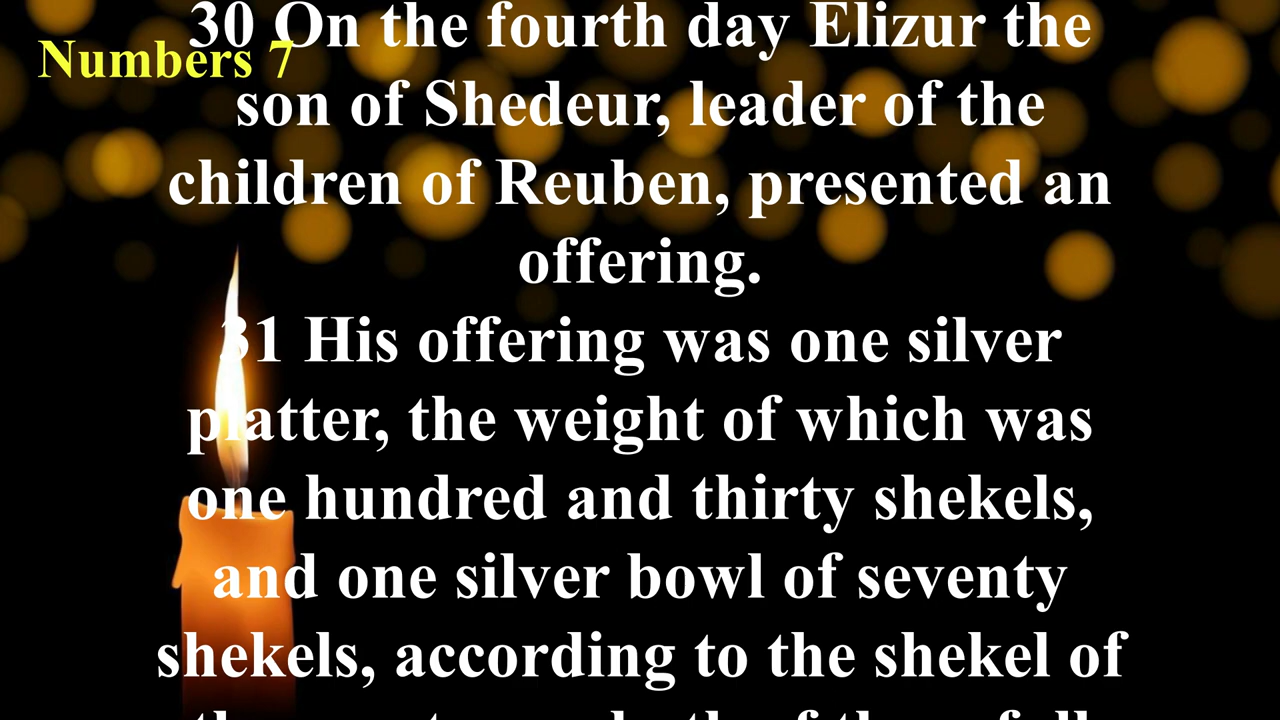 Numbers 7
30 On the fourth day Elizur the
son of Shedeur, leader of the
children of Reuben, presented an
offering.
31 His offering was one silver
platter, the weight of which was
one hundred and thirty shekels,
and one silver bowl of seventy
shekels, according to the shekel of